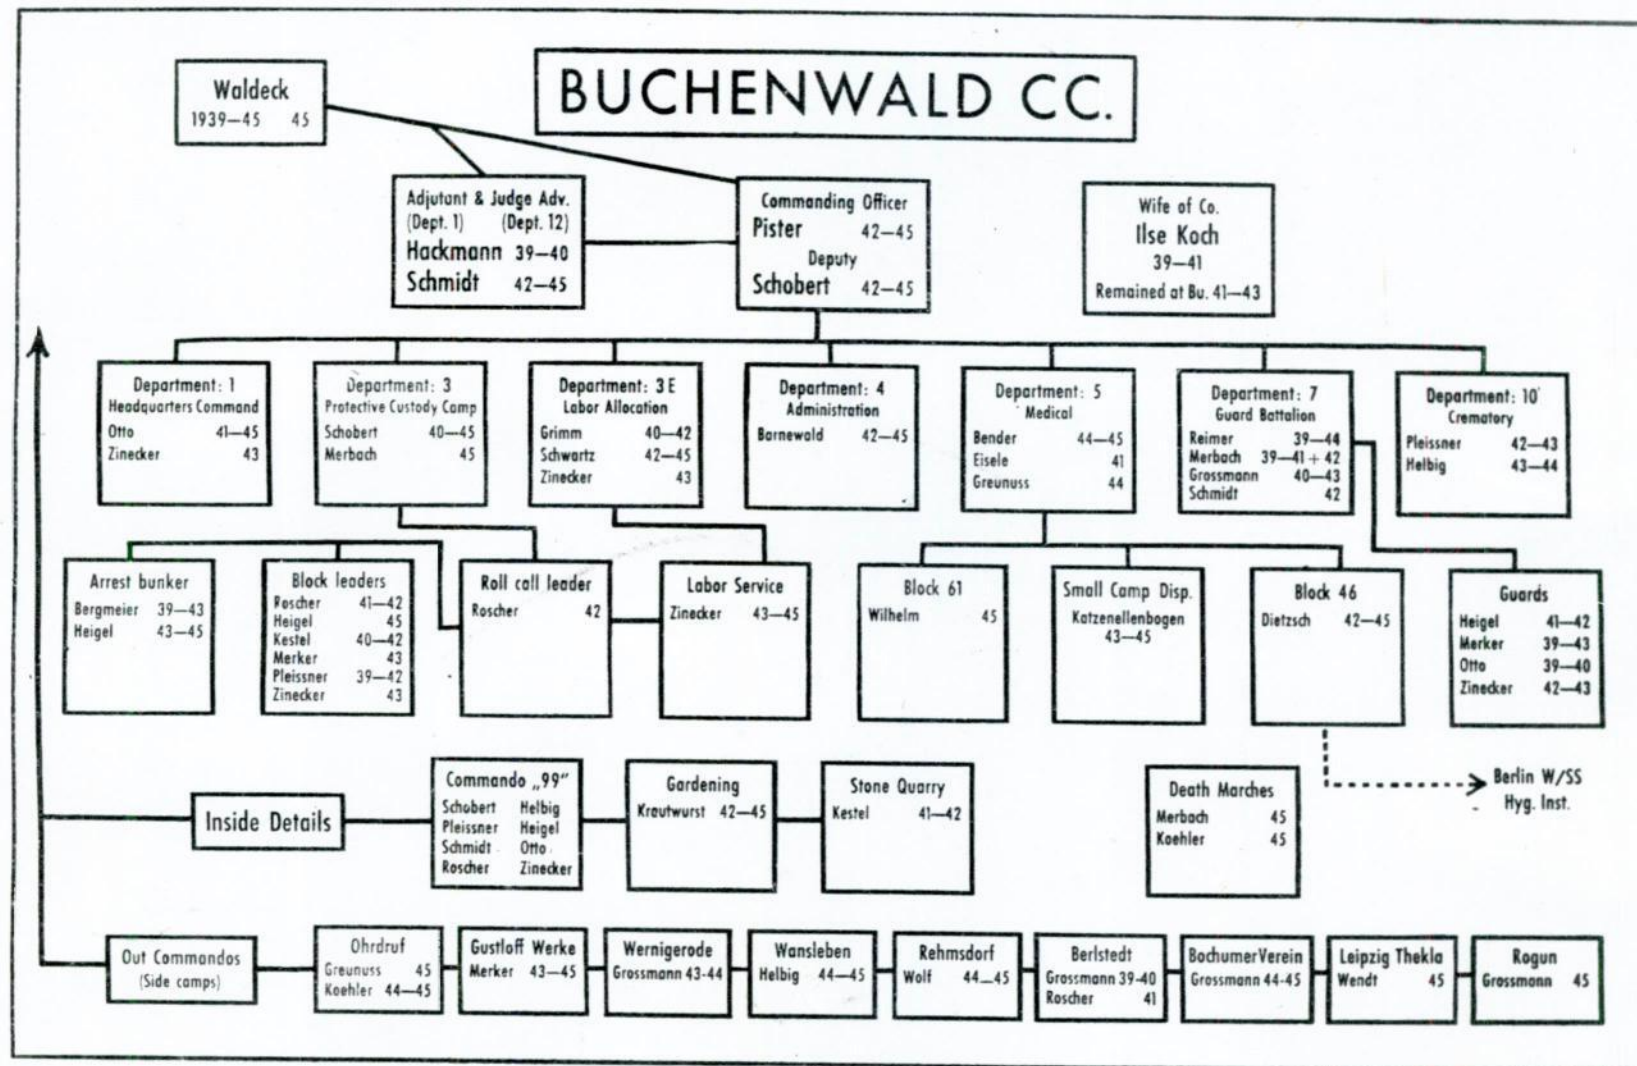 BUCHENWALD CC.
Waldeck
1939—45 45
Adjutant & Judge Adv.
(Dept. 1) (Dept. 12)
Hackmann 39—40
Schmidt 42—45
Commanding Officer
Pister 42—45
Deputy
Schobert 42—45
Wife of Co.
Ilse Koch
39—41
Remained at Bu. 41—43
Department: 1
Headquarters Command
Otto 41—45
Zinecker 43
Department: 3
Protective Custody Camp
Schobert 40—45
Merbach 45
Department: 3 E
Labor Allocation
Grimm 40—42
Schwartz 42—45
Zinecker 43
Department: 4
Administration
Barnewald 42—45
Department: 5
Medical
Bender 44—45
Eisele 41
Greunuss 44
Department: 7
Guard Battalion
Reimer 39—44
Merbach 39—41 + 42
Grossmann 40—43
Schmidt 42
Department: 10
Crematory
Pleissner 42—43
Helbig 43—44
Arrest bunker
Bergmeier 39—43
Heigel 43—45
Block leaders
Roscher 41—42
Heigel 45
Kestel 40—42
Merker 43
Pleissner 39—42
Zinecker 43
Roll call leader
Roscher 42
Labor Service
Zinecker 43—45
Block 61
Wilhelm 45
Small Camp Disp.
Katzenellenbogen
43—45
Block 46
Dietzsch 42—45
Guards
Heigel 41—42
Merker 39—43
Otto 39—40
Zinecker 42—43
Berlin W/SS
Hyg. Inst.
Inside Details
Commando „99“
Schobert Helbig
Pleissner Heigel
Schmidt Otto
Roscher Zinecker
Gardening
Krautwurst 42—45
Stone Quarry
Kestel 41—42
Death Marches
Merbach 45
Koehler 45
Out Commandos
(Side camps)
Ohrdruf
Greunuss 45
Koehler 44—45
Gustloff Werke
Merker 43—45
Wernigerode
Grossmann 43-44
Wansleben
Helbig 44—45
Rehmsdorf
Wolf 44—45
Berlstedt
Grossmann 39-40
Roscher 41
BochumerVerein
Grossmann 44-45
Leipzig Thekla
Wendt 45
Rogun
Grossmann 45